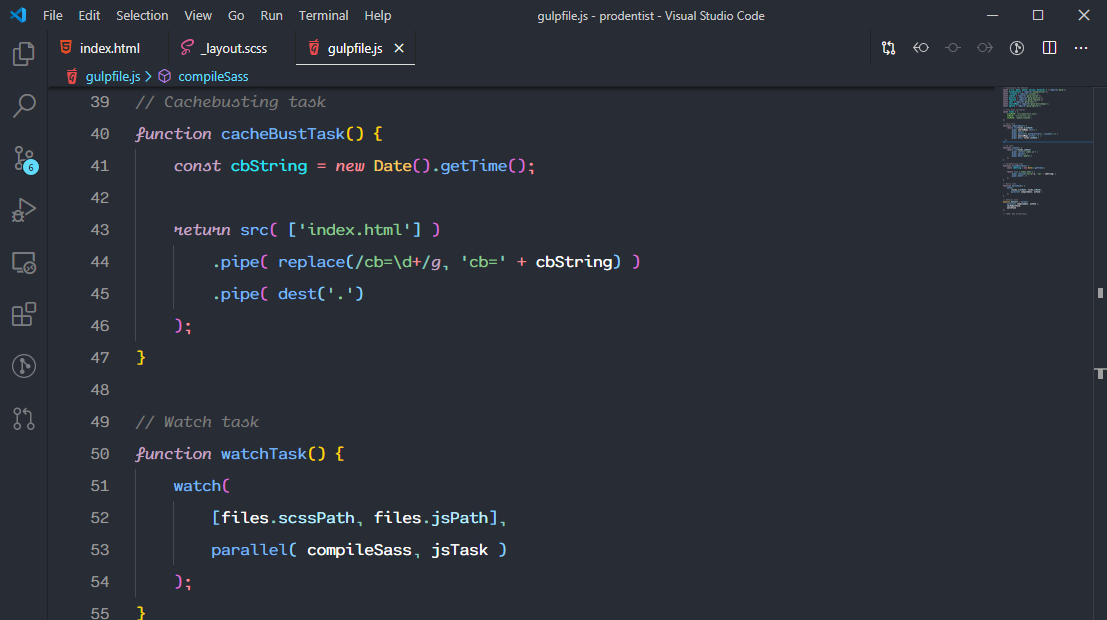 File Edit Selection View Go Run Terminal Help gulpfile.js - prodentist - Visual Studio Code
index.html _layout.scss gulpfile.js
gulpfile.js > compileSass
39 // Cachebusting task
40 function cacheBustTask() {
41 const cbString = new Date().getTime();
42
43 return src( ['index.html'] )
44 .pipe( replace(/cb=\d+/g, 'cb=' + cbString) )
45 .pipe( dest('.')
46 );
47 }
48
49 // Watch task
50 function watchTask() {
51 watch(
52 [files.scssPath, files.jsPath],
53 parallel( compileSass, jsTask )
54 );
55 }
6